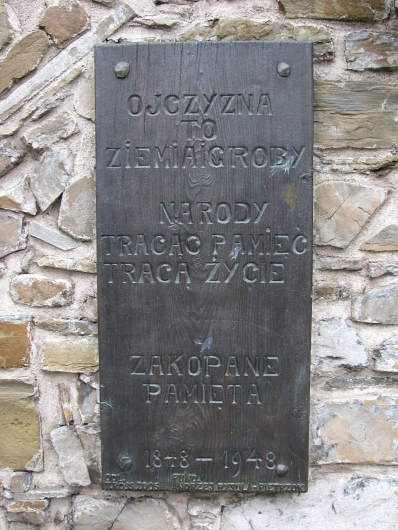 OJCZYZNA
TO
ZIEMIA I GROBY
NARODY
TRACĄC PAMIĘĆ
TRACĄ ŻYCIE
ZAKOPANE
PAMIĘTA
1848 – 1948